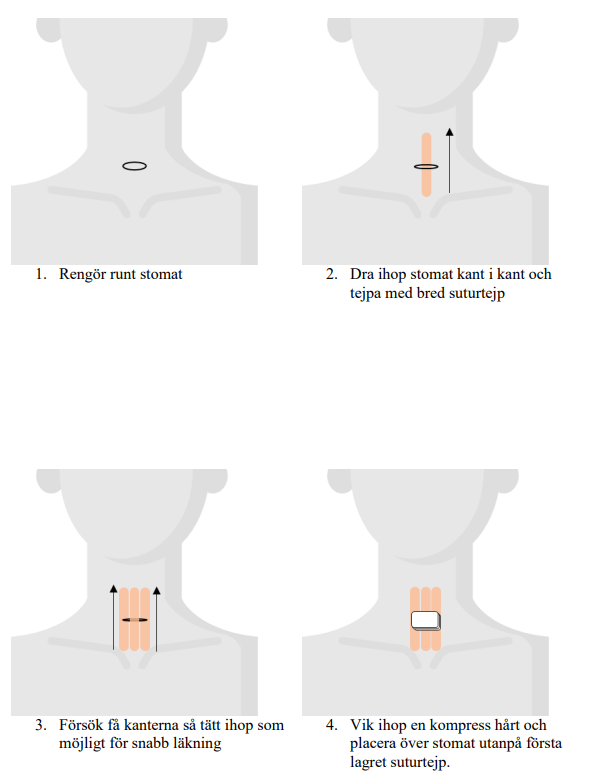 1. Rengör runt stomat
2. Dra ihop stomat kant i kant och
tejpa med bred suturtejp
3. Försök få kanterna så tätt ihop som
möjligt för snabb läkning
4. Vik ihop en kompress hårt och
placera över stomat utanpå första
lagret suturtejp.